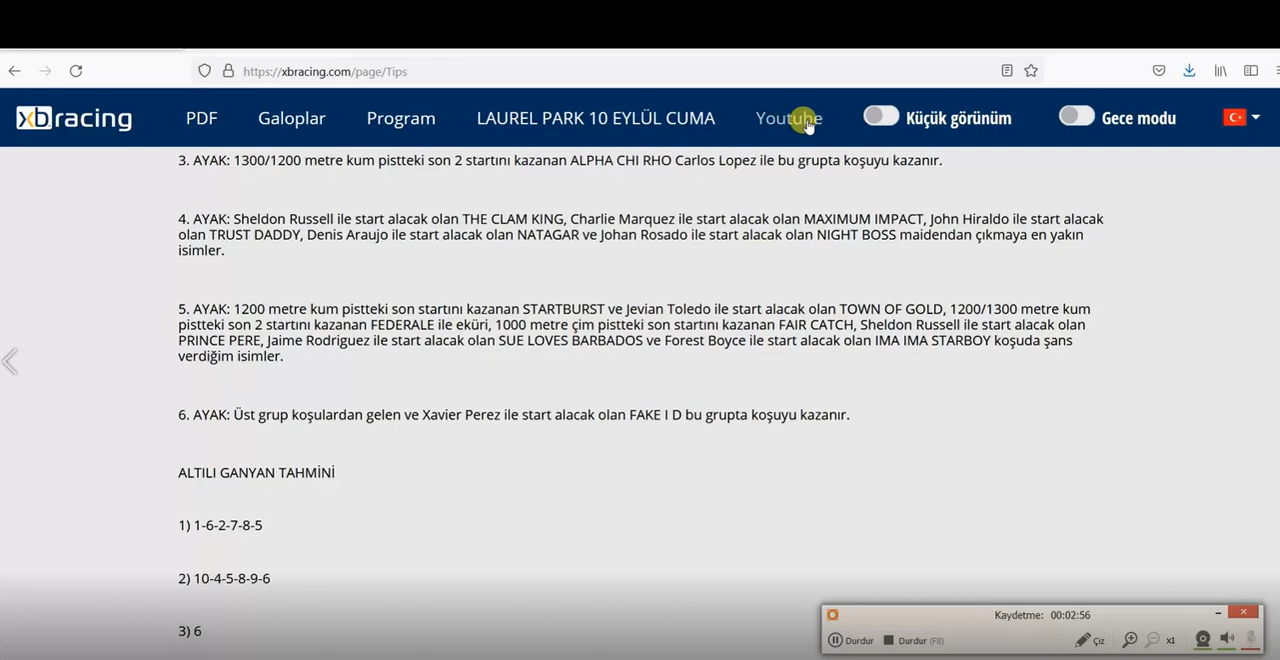 https://xbracing.com/page/Tips
xbracing PDF Galoplar Program LAUREL PARK 10 EYLÜL CUMA Youtube Küçük görünüm Gece modu
3. AYAK: 1300/1200 metre kum pistteki son 2 startını kazanan ALPHA CHI RHO Carlos Lopez ile bu grupta koşuyu kazanır.
4. AYAK: Sheldon Russell ile start alacak olan THE CLAM KING, Charlie Marquez ile start alacak olan MAXIMUM IMPACT, John Hiraldo ile start alacak
olan TRUST DADDY, Denis Araujo ile start alacak olan NATAGAR ve Johan Rosado ile start alacak olan NIGHT BOSS maidendan çıkmaya en yakın
isimler.
5. AYAK: 1200 metre kum pistteki son startını kazanan STARTBURST ve Jevian Toledo ile start alacak olan TOWN OF GOLD, 1200/1300 metre kum
pistteki son 2 startını kazanan FEDERALE ile eküri, 1000 metre çim pistteki son startını kazanan FAIR CATCH, Sheldon Russell ile start alacak olan
PRINCE PERE, Jaime Rodriguez ile start alacak olan SUE LOVES BARBADOS ve Forest Boyce ile start alacak olan IMA IMA STARBOY koşuda şans
verdiğim isimler.
6. AYAK: Üst grup koşulardan gelen ve Xavier Perez ile start alacak olan FAKE I D bu grupta koşuyu kazanır.
ALTILI GANYAN TAHMİNİ
1) 1-6-2-7-8-5
2) 10-4-5-8-9-6
3) 6
Kaydetme: 00:02:56
Durdur Durdur (F8) Çiz x1